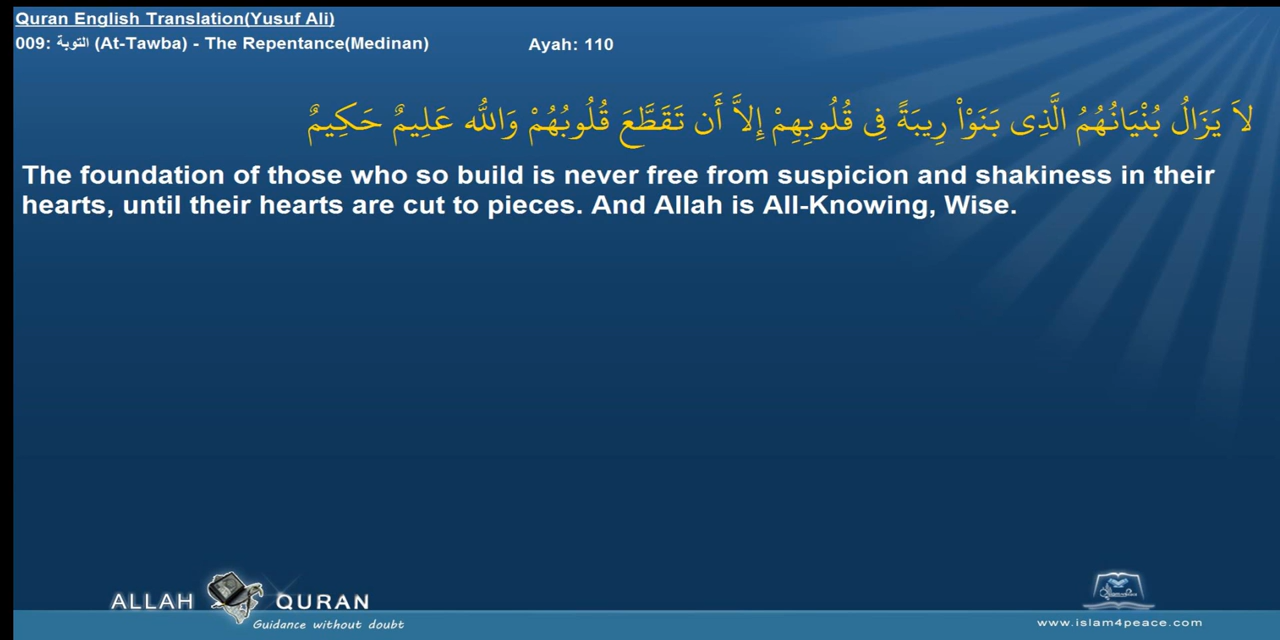 Quran English Translation(Yusuf Ali)
009: التوبة (At-Tawba) - The Repentance(Medinan) Ayah: 110
لاَ يَزَالُ بُنْيَانُهُمُ الَّذِى بَنَوْاْ رِيبَةً فِى قُلُوبِهِمْ إِلاَّ أَن تَقَطَّعَ قُلُوبُهُمْ وَاللّٰه عَلِيمٌ حَكِيمٌ
The foundation of those who so build is never free from suspicion and shakiness in their
hearts, until their hearts are cut to pieces. And Allah is All-Knowing, Wise.
ALLAH QURAN
Guidance without doubt
www.islam4peace.com